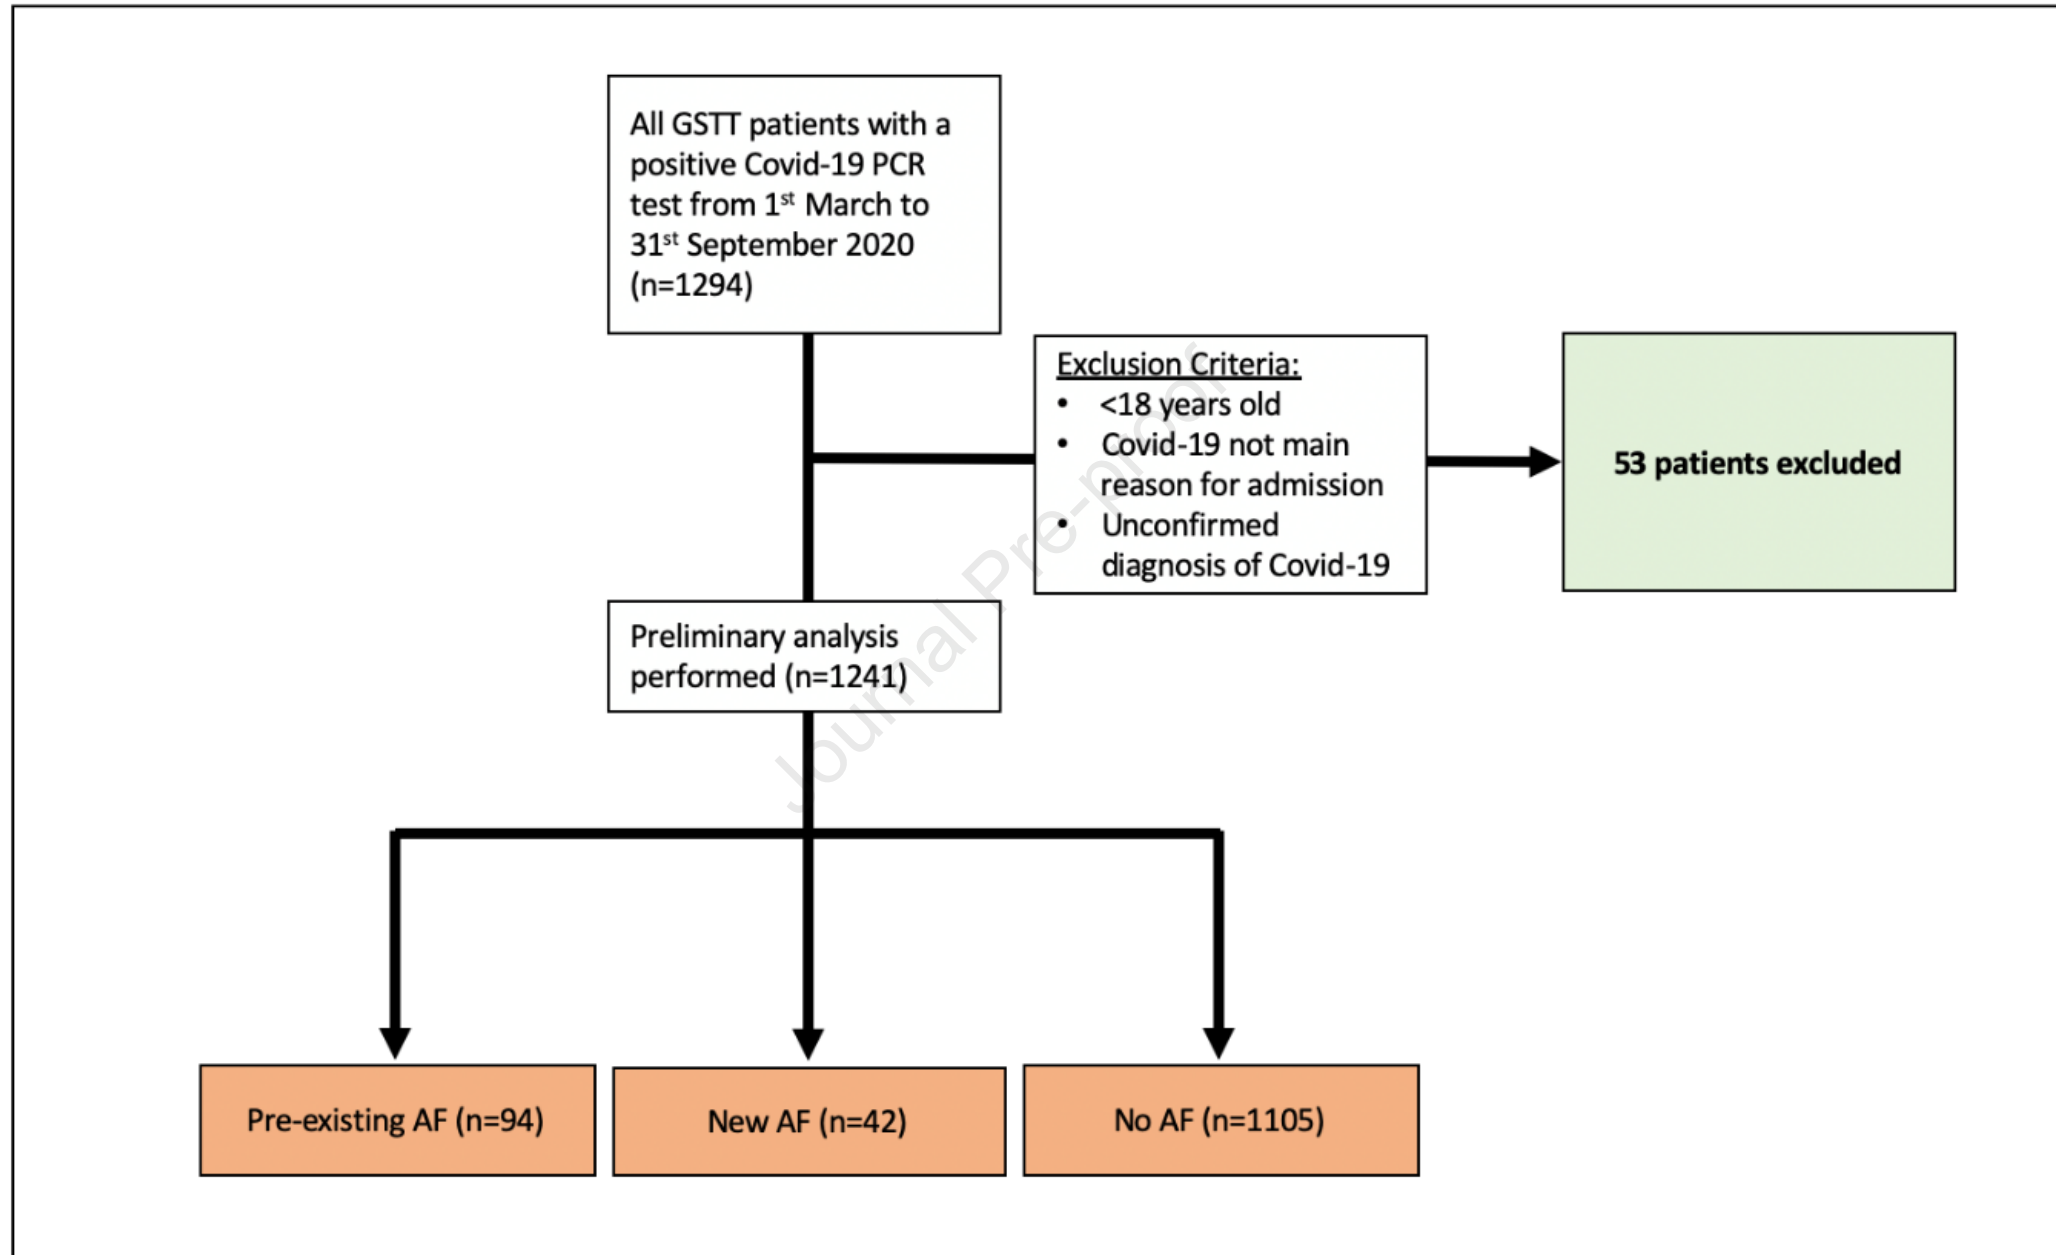 All GSTT patients with a
positive Covid-19 PCR
test from 1st March to
31st September 2020
(n=1294)
Exclusion Criteria:
• <18 years old
• Covid-19 not main
reason for admission
• Unconfirmed
diagnosis of Covid-19
53 patients excluded
Preliminary analysis
performed (n=1241)
Journal Pre-proof
Pre-existing AF (n=94)
New AF (n=42)
No AF (n=1105)